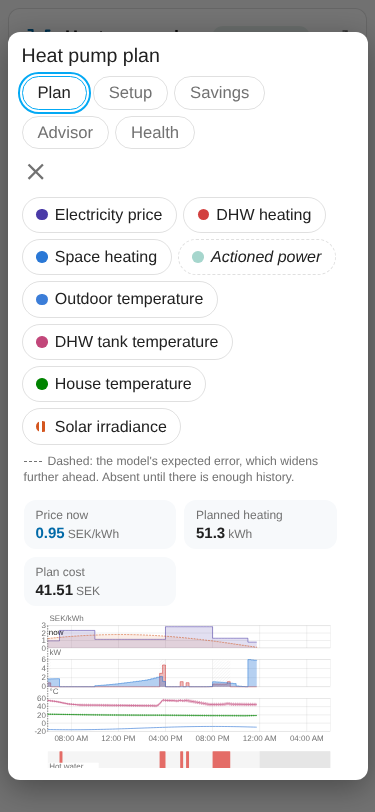 Heat pump plan
Plan
Setup
Savings
Advisor
Health
Electricity price
DHW heating
Space heating
Actioned power
Outdoor temperature
DHW tank temperature
House temperature
Solar irradiance
---- Dashed: the model's expected error, which widens
further ahead. Absent until there is enough history.
Price now
0.95 SEK/kWh
Planned heating
51.3 kWh
Plan cost
41.51 SEK
SEK/kWh
3
2
now
1
0
kW
6
4
2
0
°C
60
40
20
0
-20
08:00 AM 12:00 PM 04:00 PM 08:00 PM 12:00 AM 04:00 AM
Hot water